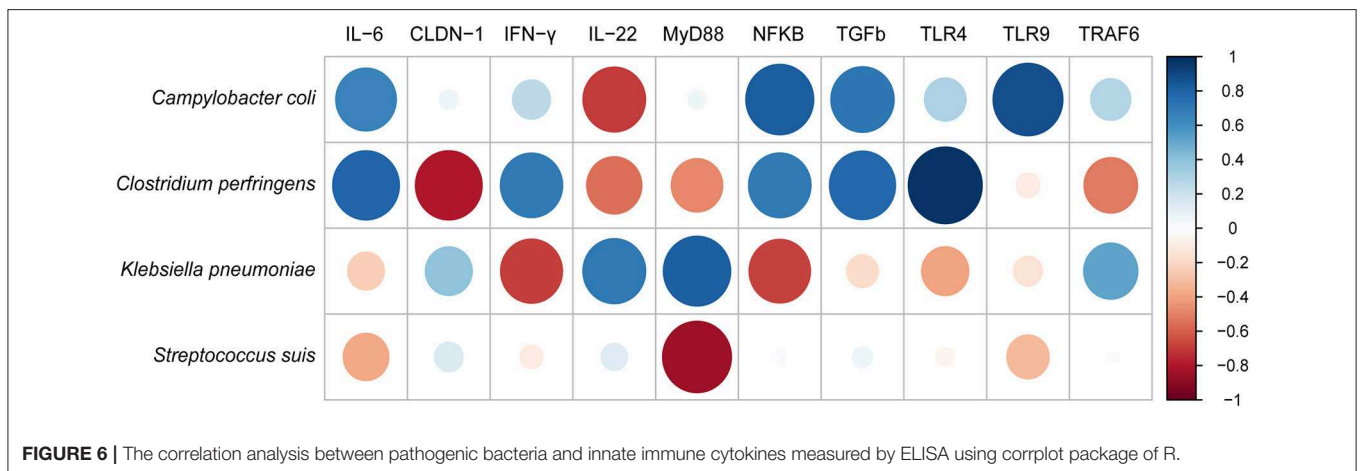 IL−6 CLDN−1 IFN−γ IL−22 MyD88 NFKB TGFb TLR4 TLR9 TRAF6
Campylobacter coli
Clostridium perfringens
Klebsiella pneumoniae
Streptococcus suis
1
0.8
0.6
0.4
0.2
0
−0.2
−0.4
−0.6
−0.8
−1
FIGURE 6 | The correlation analysis between pathogenic bacteria and innate immune cytokines measured by ELISA using corrplot package of R.